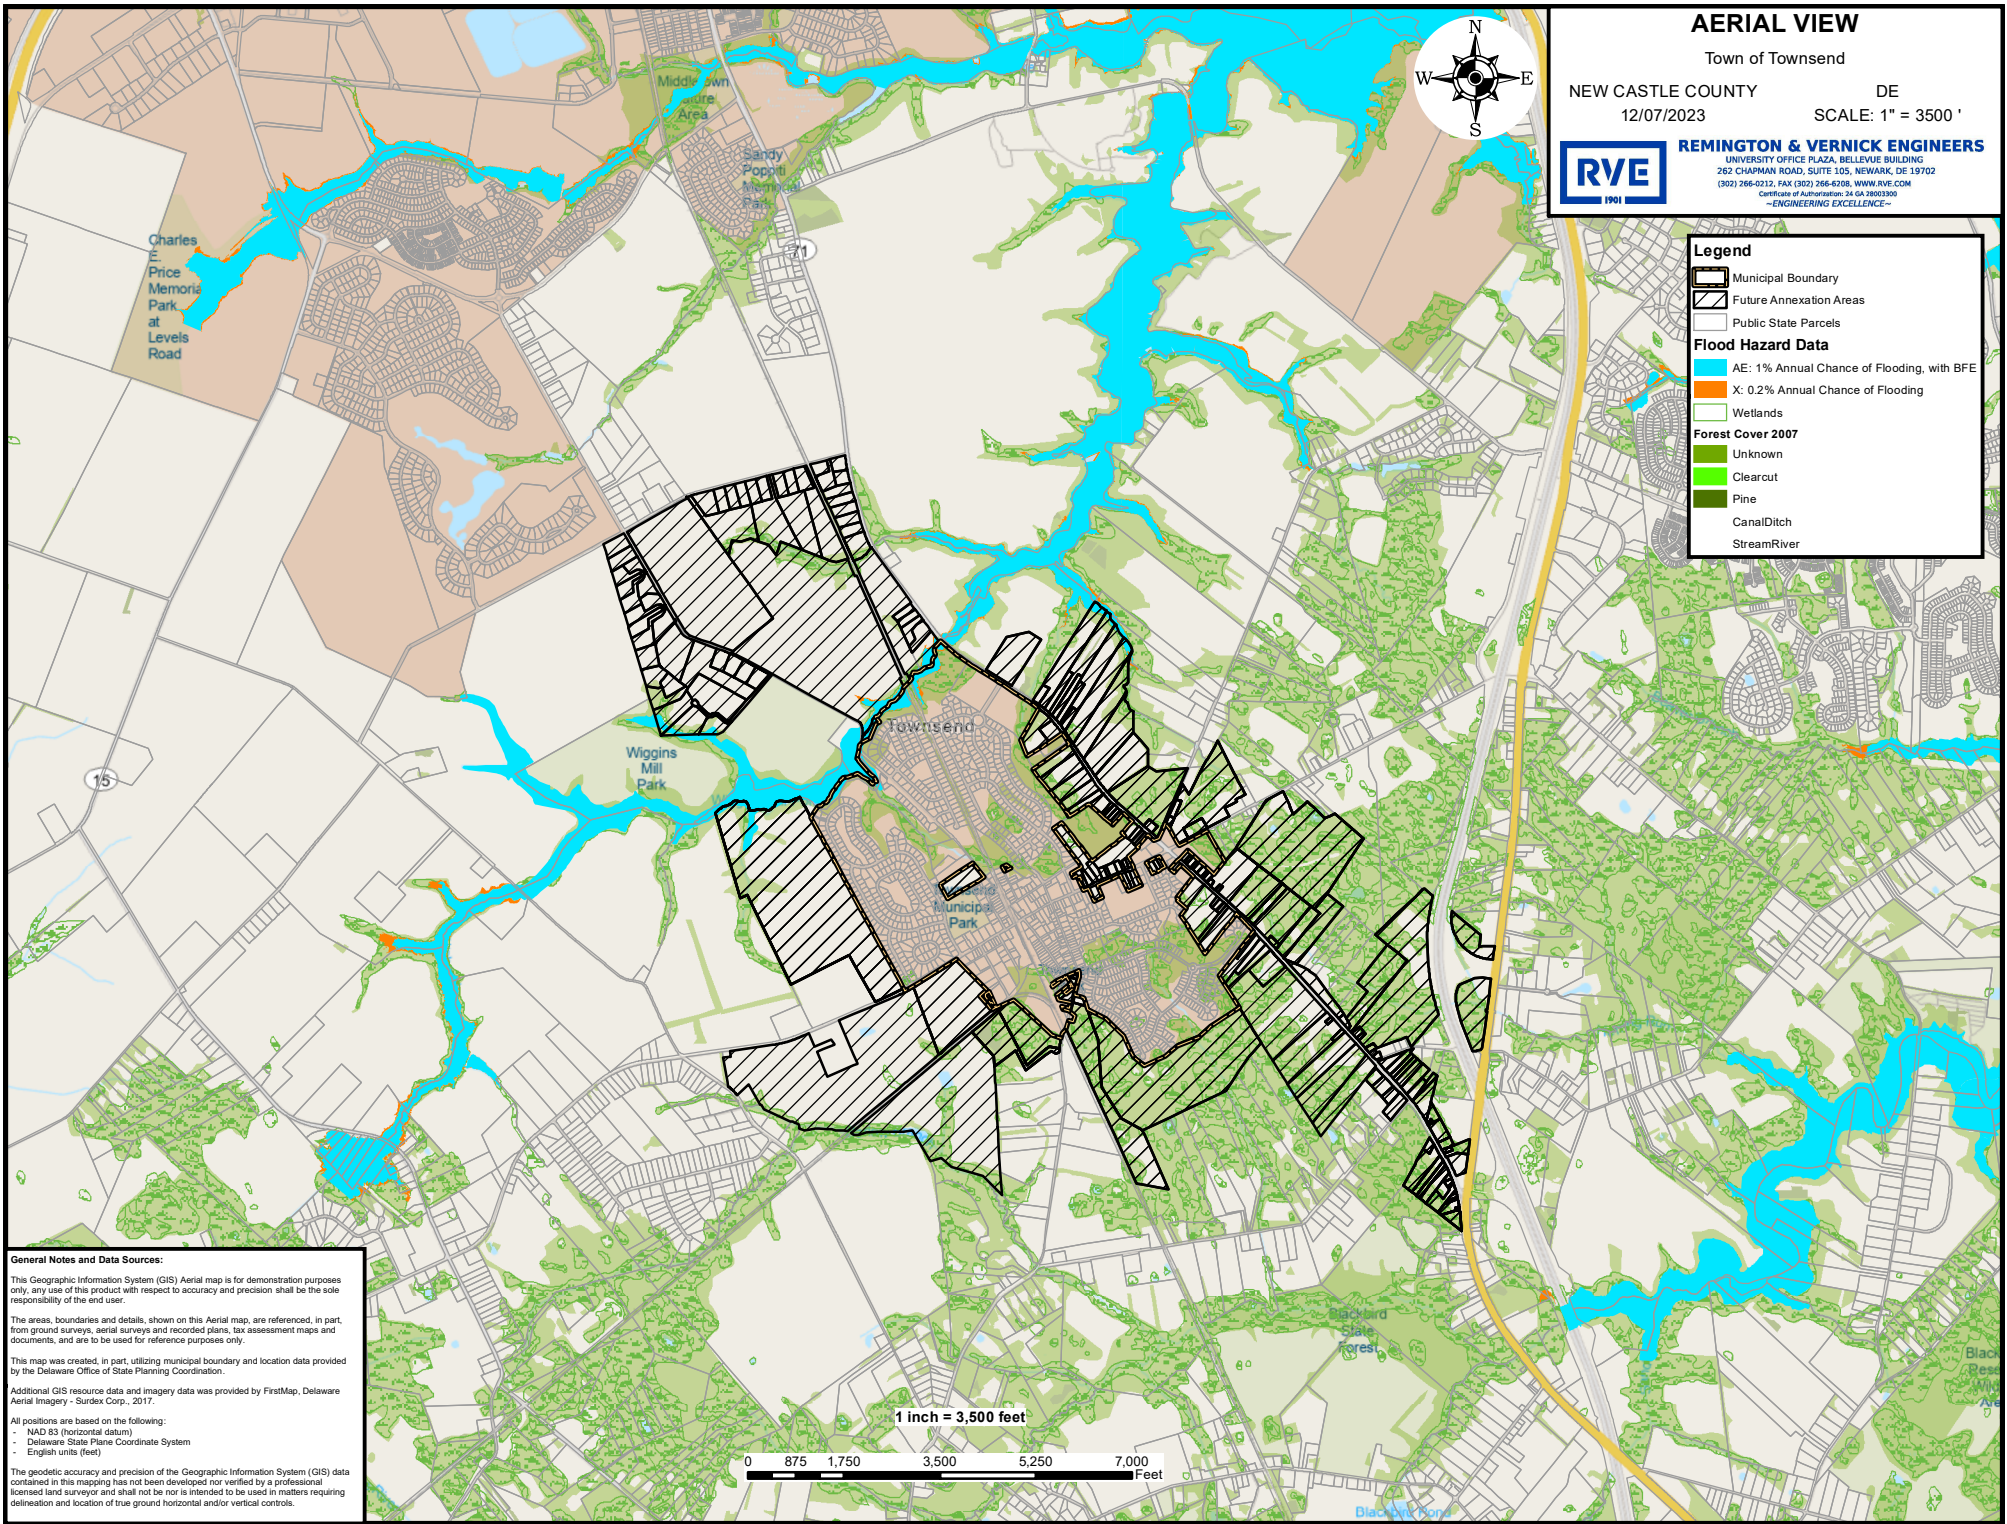 AERIAL VIEW
Town of Townsend
NEW CASTLE COUNTY DE
12/07/2023 SCALE: 1" = 3500 '
RVE
1901
REMINGTON & VERNICK ENGINEERS
UNIVERSITY OFFICE PLAZA, BELLEVUE BUILDING
262 CHAPMAN ROAD, SUITE 105, NEWARK, DE 19702
(302) 266-0212, FAX (302) 266-6208, WWW.RVE.COM
Certificate of Authorization: 24 GA 28003300
~ENGINEERING EXCELLENCE~
N
W E
S
Legend
Municipal Boundary
Future Annexation Areas
Public State Parcels
Flood Hazard Data
AE: 1% Annual Chance of Flooding, with BFE
X: 0.2% Annual Chance of Flooding
Wetlands
Forest Cover 2007
Unknown
Clearcut
Pine
CanalDitch
StreamRiver
Area
Sandy
Poppiti
Memorial
Park
71
Charles
E.
Price
Memorial
Park
at
Levels
Road
Townsend
Wiggins
Mill
Park
15
Townsend
Municipal
Park
Blackbird
State
Forest
Blackbird Pond
General Notes and Data Sources:
This Geographic Information System (GIS) Aerial map is for demonstration purposes
only, any use of this product with respect to accuracy and precision shall be the sole
responsibility of the end user.
The areas, boundaries and details, shown on this Aerial map, are referenced, in part,
from ground surveys, aerial surveys and recorded plans, tax assessment maps and
documents, and are to be used for reference purposes only.
This map was created, in part, utilizing municipal boundary and location data provided
by the Delaware Office of State Planning Coordination.
Additional GIS resource data and imagery data was provided by FirstMap, Delaware
Aerial Imagery - Surdex Corp., 2017.
All positions are based on the following:
- NAD 83 (horizontal datum)
- Delaware State Plane Coordinate System
- English units (feet)
The geodetic accuracy and precision of the Geographic Information System (GIS) data
contained in this mapping has not been developed nor verified by a professional
licensed land surveyor and shall not be nor is intended to be used in matters requiring
delineation and location of true ground horizontal and/or vertical controls.
1 inch = 3,500 feet
0 875 1,750 3,500 5,250 7,000
Feet